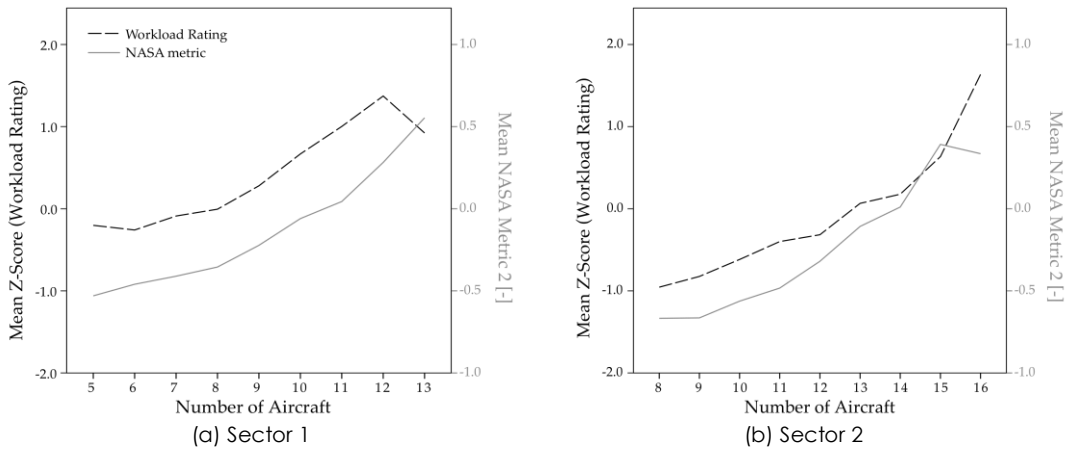 Workload Rating
NASA metric
2.0
1.0
0.0
-1.0
-2.0
Mean Z-Score (Workload Rating)
1.0
0.5
0.0
-0.5
-1.0
Mean NASA Metric 2 [-]
5 6 7 8 9 10 11 12 13
Number of Aircraft
(a) Sector 1
2.0
1.0
0.0
-1.0
-2.0
Mean Z-Score (Workload Rating)
1.0
0.5
0.0
-0.5
-1.0
Mean NASA Metric 2 [-]
8 9 10 11 12 13 14 15 16
Number of Aircraft
(b) Sector 2